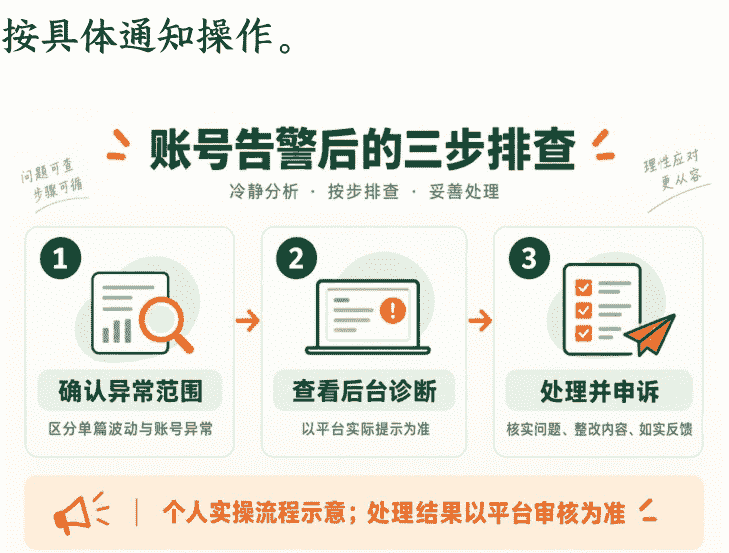 按具体通知操作。
账号告警后的三步排查
问题可查
步骤可循
理性应对
更从容
冷静分析 · 按步排查 · 妥善处理
1
确认异常范围
区分单篇波动与账号异常
2
查看后台诊断
以平台实际提示为准
3
处理并申诉
核实问题、整改内容、如实反馈
个人实操流程示意；处理结果以平台审核为准